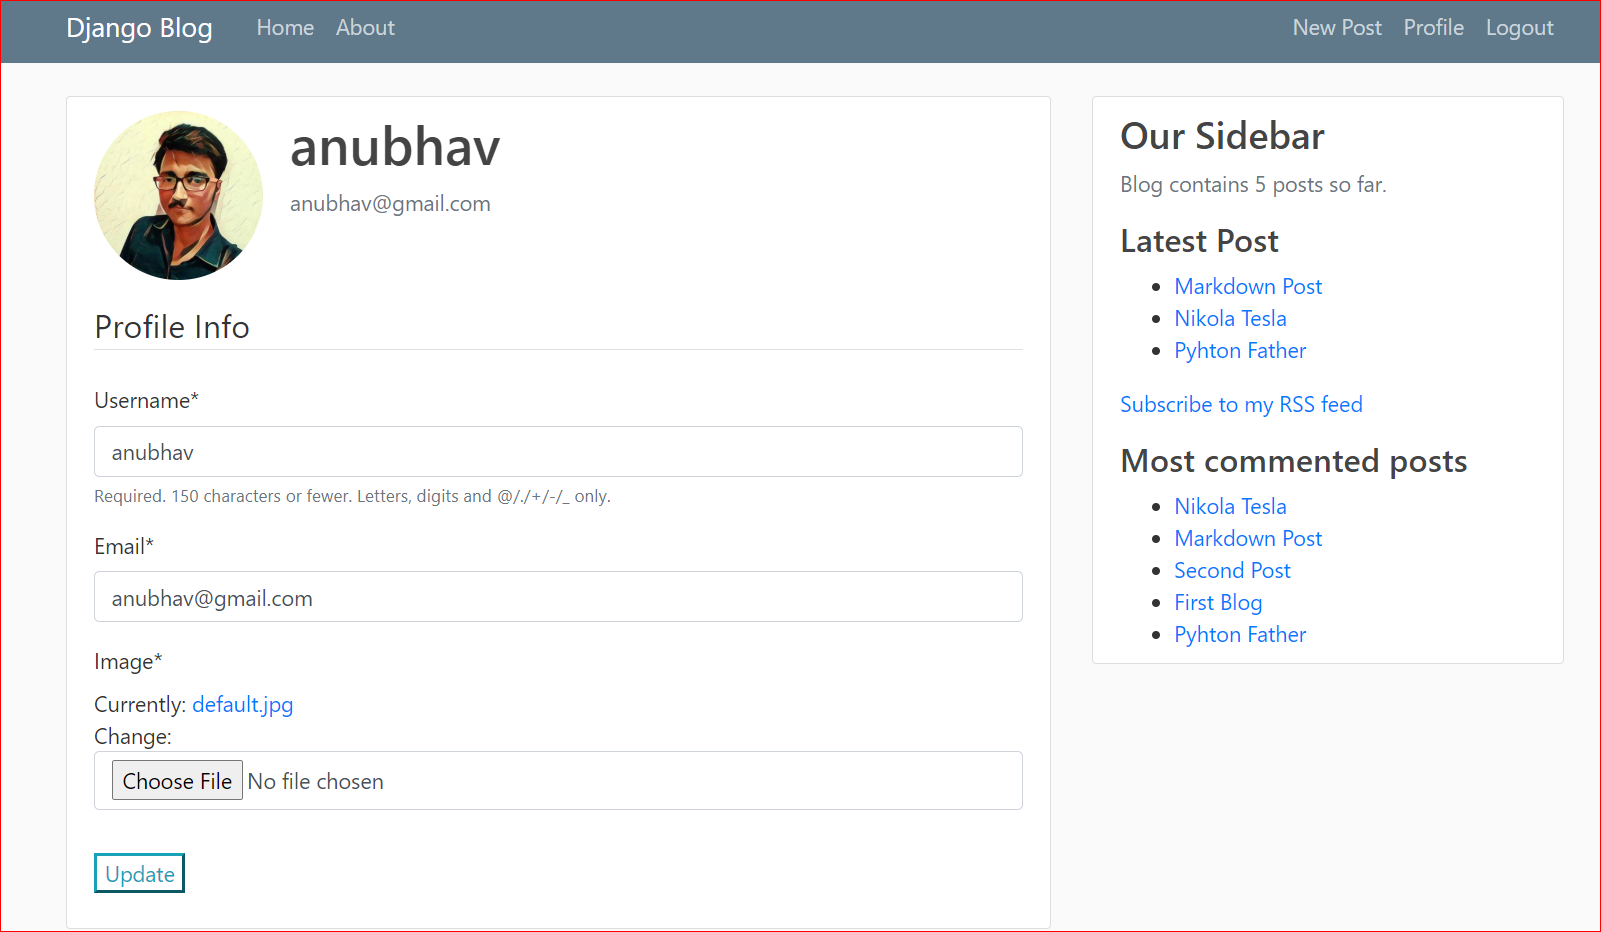 Django Blog Home About New Post Profile Logout
anubhav
anubhav@gmail.com
Profile Info
Username*
anubhav
Required. 150 characters or fewer. Letters, digits and @/./+/-/_ only.
Email*
anubhav@gmail.com
Image*
Currently: default.jpg
Change:
Choose File No file chosen
Update
Our Sidebar
Blog contains 5 posts so far.
Latest Post
Markdown Post
Nikola Tesla
Pyhton Father
Subscribe to my RSS feed
Most commented posts
Nikola Tesla
Markdown Post
Second Post
First Blog
Pyhton Father